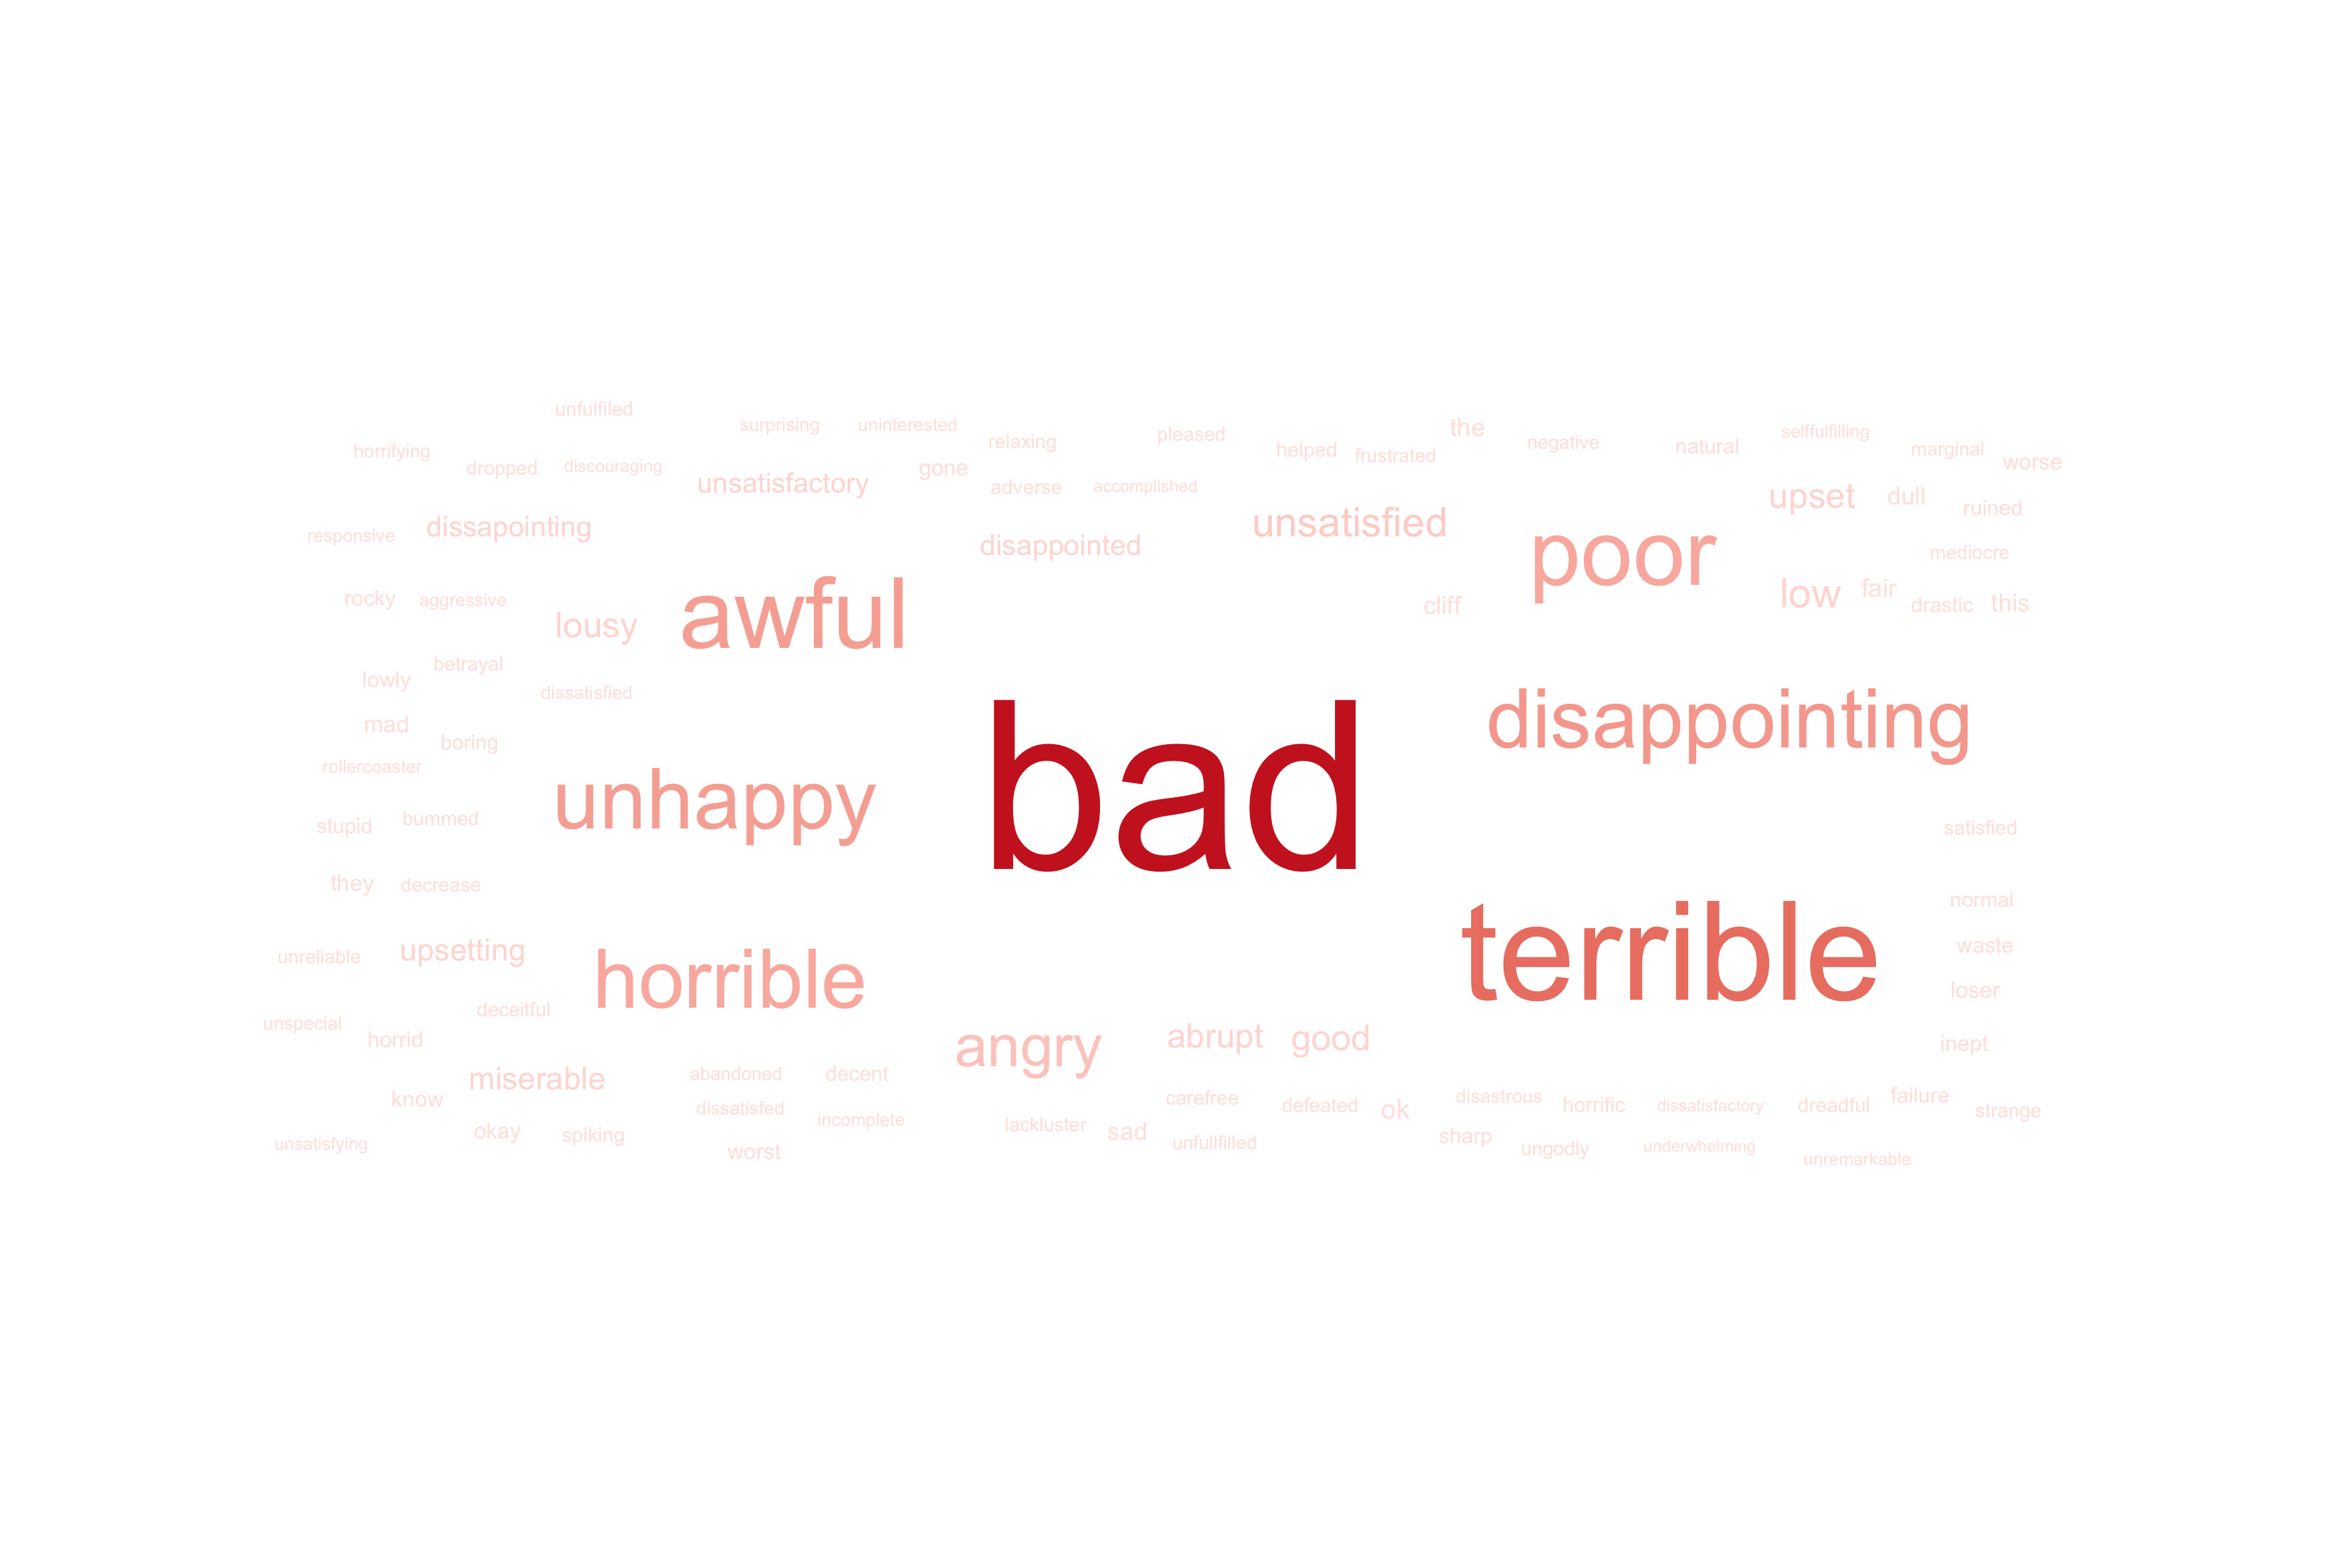 unfulfiled
surprising
uninterested
relaxing
pleased
helped
frustrated
the
negative
natural
selffulfilling
marginal
worse
horrifying
dropped
discouraging
unsatisfactory
gone
adverse
accomplished
unsatisfied
upset
dull
ruined
responsive
dissapointing
disappointed
poor
mediocre
rocky
aggressive
lousy
awful
cliff
low
fair
drastic
this
lowly
betrayal
dissatisfied
mad
boring
disappointing
rollercoaster
unhappy
bad
stupid
bummed
satisfied
they
decrease
normal
unreliable
upsetting
horrible
terrible
waste
loser
unspecial
deceitful
horrid
angry
abrupt
good
inept
miserable
abandoned
decent
know
dissatisfed
incomplete
carefree
defeated
ok
disastrous
horrific
dissatisfactory
dreadful
failure
strange
unsatisfying
okay
spiking
worst
lackluster
sad
unfullfilled
sharp
ungodly
underwhelming
unremarkable